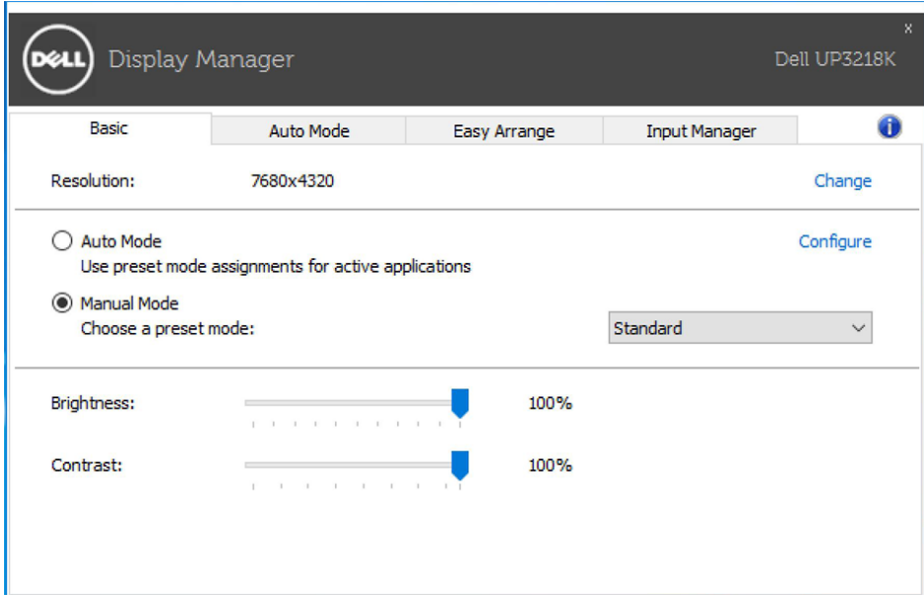 DELL Display Manager
x
Dell UP3218K
Basic Auto Mode Easy Arrange Input Manager i
Resolution: 7680x4320 Change
Auto Mode Configure
Use preset mode assignments for active applications
Manual Mode
Choose a preset mode: Standard
Brightness: 100%
Contrast: 100%